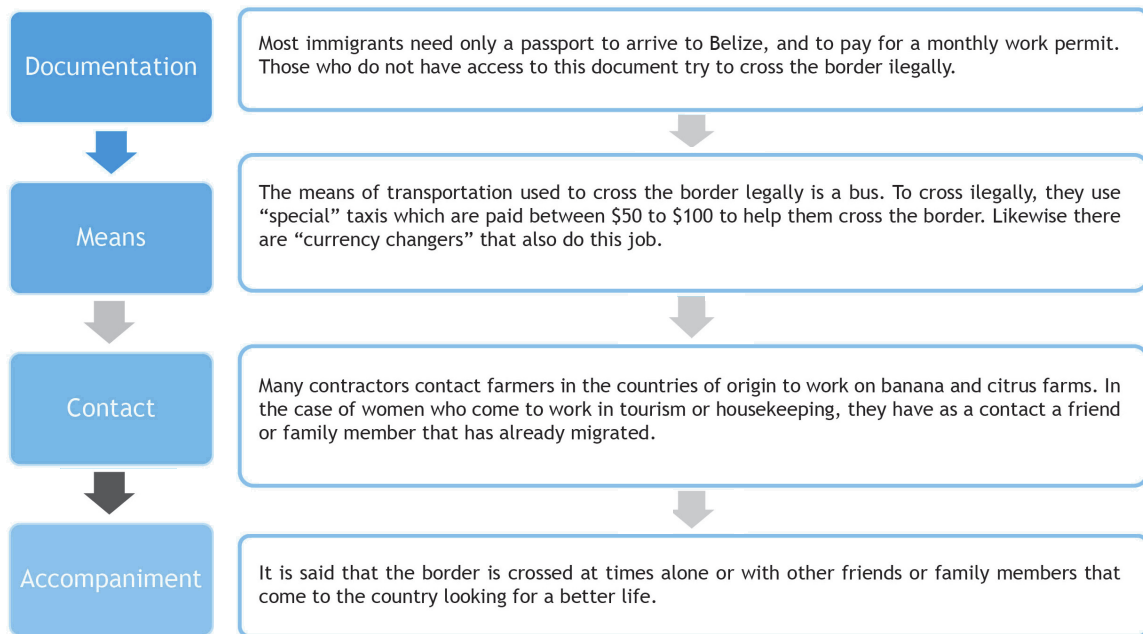 Documentation
Most immigrants need only a passport to arrive to Belize, and to pay for a monthly work permit.
Those who do not have access to this document try to cross the border ilegally.
Means
The means of transportation used to cross the border legally is a bus. To cross ilegally, they use
“special” taxis which are paid between $50 to $100 to help them cross the border. Likewise there
are “currency changers” that also do this job.
Contact
Many contractors contact farmers in the countries of origin to work on banana and citrus farms. In
the case of women who come to work in tourism or housekeeping, they have as a contact a friend
or family member that has already migrated.
Accompaniment
It is said that the border is crossed at times alone or with other friends or family members that
come to the country looking for a better life.